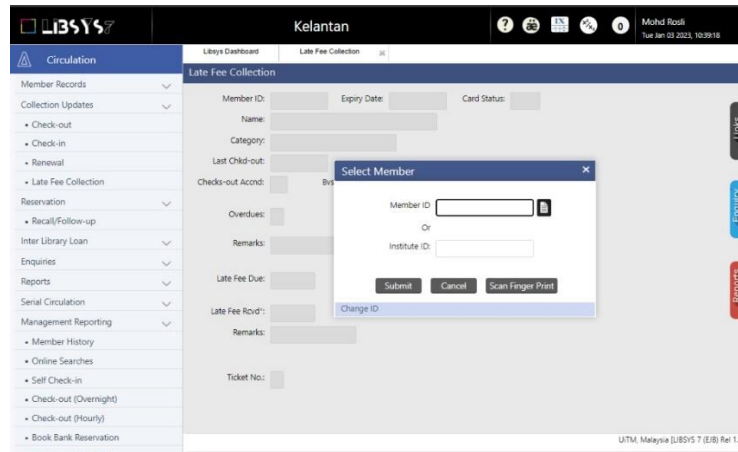 LIBSYS7
Kelantan
?
æ
IX
0
Mohd Rosli
Tue Jan 03 2023, 10:39:18
Circulation
Libsys Dashboard
Late Fee Collection
Late Fee Collection
Member Records
Collection Updates
• Check-out
• Check-in
• Renewal
• Late Fee Collection
Reservation
• Recall/Follow-up
Inter Library Loan
Enquiries
Reports
Serial Circulation
Management Reporting
• Member History
• Online Searches
• Self Check-in
• Check-out (Overnight)
• Check-out (Hourly)
• Book Bank Reservation
Member ID:
Expiry Date:
Card Status:
Name:
Category:
Last Chkd-out:
Checks-out Accnd:
Bvs
Overdues:
Remarks:
Late Fee Due:
Late Fee Rcvd*:
Remarks:
Ticket No.:
Select Member
Member ID
Or
Institute ID:
Submit Cancel Scan Finger Print
Change ID
Links
Enquiry
Reports
UiTM, Malaysia [LIBSYS 7 (EJB) Rel 1.